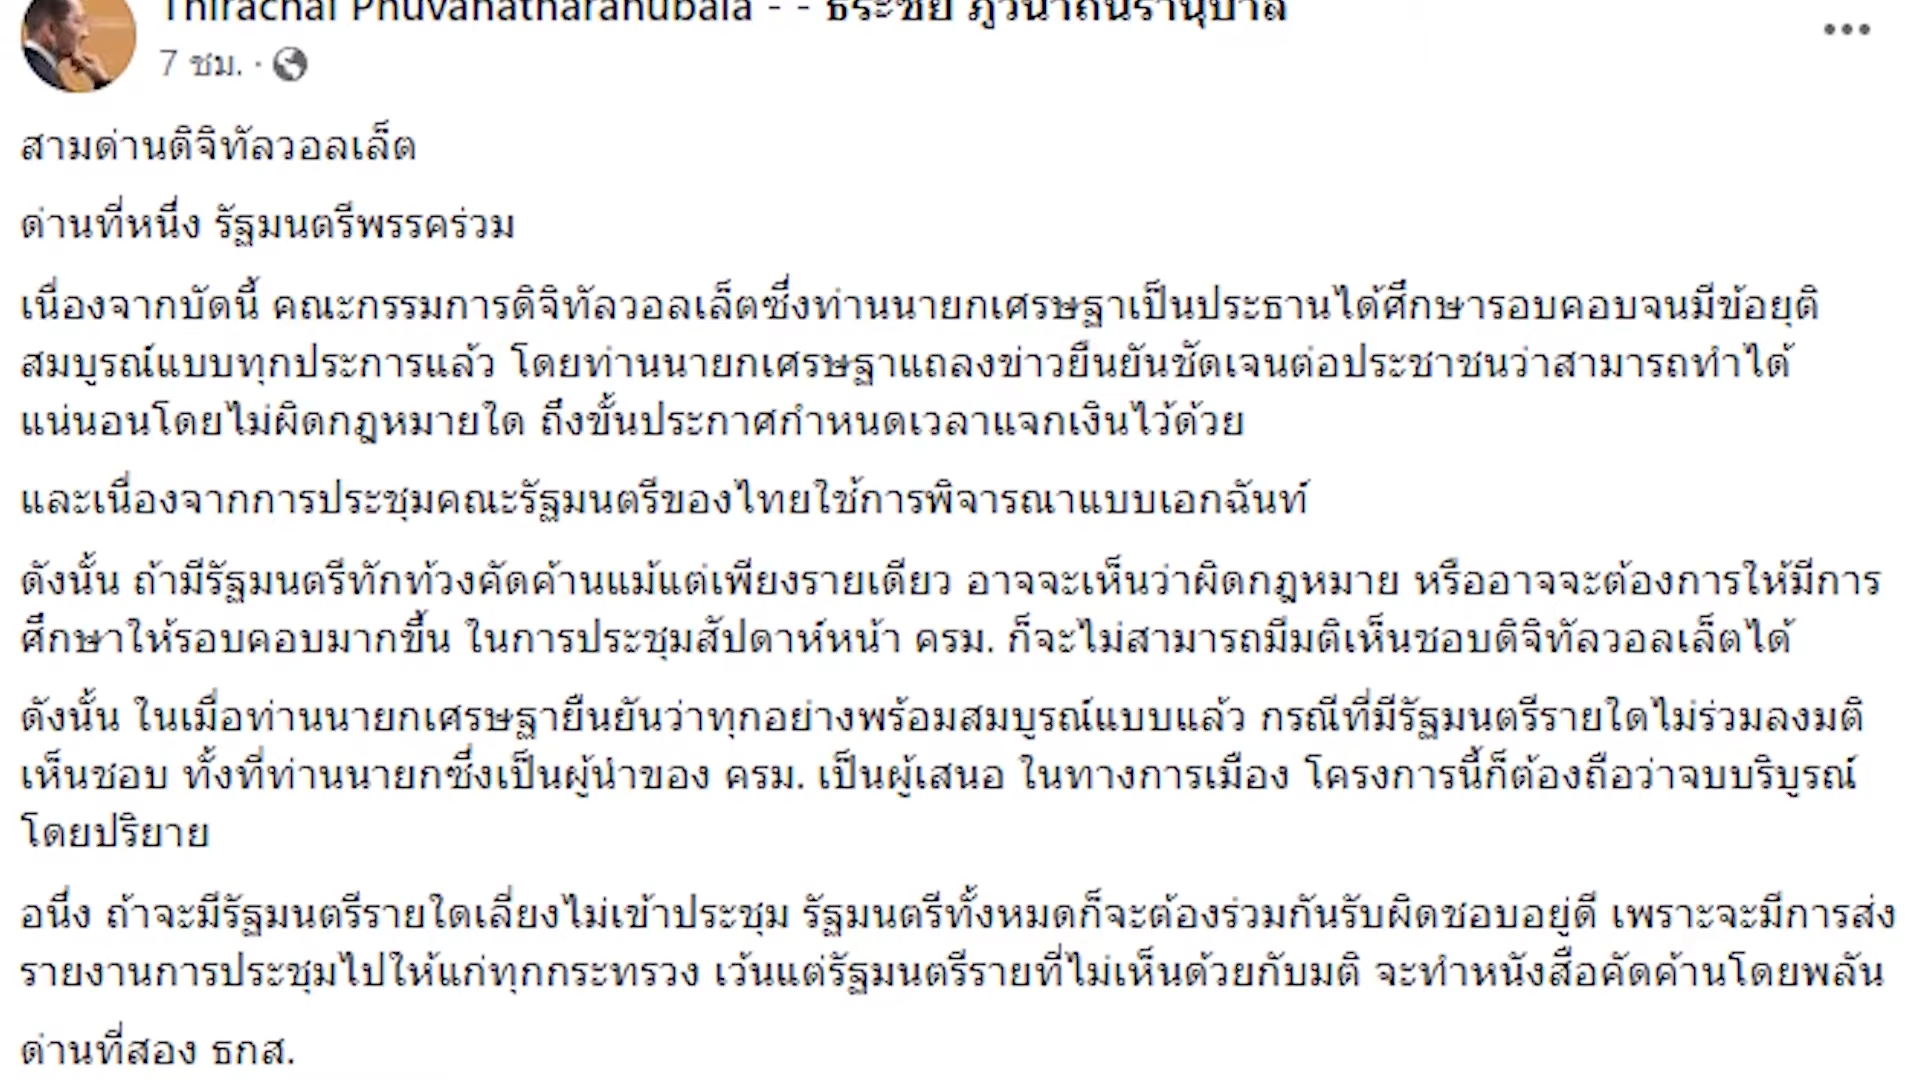 Thirachai Phuvanatharanubala - - ธีระชัย ภูวนาถนรานุบาล
7 ชม. ·
สามด่านดิจิทัลวอลเล็ต
ด่านที่หนึ่ง รัฐมนตรีพรรคร่วม
เนื่องจากบัดนี้ คณะกรรมการดิจิทัลวอลเล็ตซึ่งท่านนายกเศรษฐาเป็นประธานได้ศึกษารอบคอบจนมีข้อยุติ
สมบูรณ์แบบทุกประการแล้ว โดยท่านนายกเศรษฐาแถลงข่าวยืนยันชัดเจนต่อประชาชนว่าสามารถทำได้
แน่นอนโดยไม่ผิดกฎหมายใด ถึงขั้นประกาศกำหนดเวลาแจกเงินไว้ด้วย
และเนื่องจากการประชุมคณะรัฐมนตรีของไทยใช้การพิจารณาแบบเอกฉันท์
ดังนั้น ถ้ามีรัฐมนตรีทักท้วงคัดค้านแม้แต่เพียงรายเดียว อาจจะเห็นว่าผิดกฎหมาย หรืออาจจะต้องการให้มีการ
ศึกษาให้รอบคอบมากขึ้น ในการประชุมสัปดาห์หน้า ครม. ก็จะไม่สามารถมีมติเห็นชอบดิจิทัลวอลเล็ตได้
ดังนั้น ในเมื่อท่านนายกเศรษฐายืนยันว่าทุกอย่างพร้อมสมบูรณ์แบบแล้ว กรณีที่มีรัฐมนตรีรายใดไม่ร่วมลงมติ
เห็นชอบ ทั้งที่ท่านนายกซึ่งเป็นผู้นำของ ครม. เป็นผู้เสนอ ในทางการเมือง โครงการนี้ก็ต้องถือว่าจบบริบูรณ์
โดยปริยาย
อนึ่ง ถ้าจะมีรัฐมนตรีรายใดเลี่ยงไม่เข้าประชุม รัฐมนตรีทั้งหมดก็จะต้องร่วมกันรับผิดชอบอยู่ดี เพราะจะมีการส่ง
รายงานการประชุมไปให้แก่ทุกกระทรวง เว้นแต่รัฐมนตรีรายที่ไม่เห็นด้วยกับมติ จะทำหนังสือคัดค้านโดยพลัน
ด่านที่สอง ธกส.